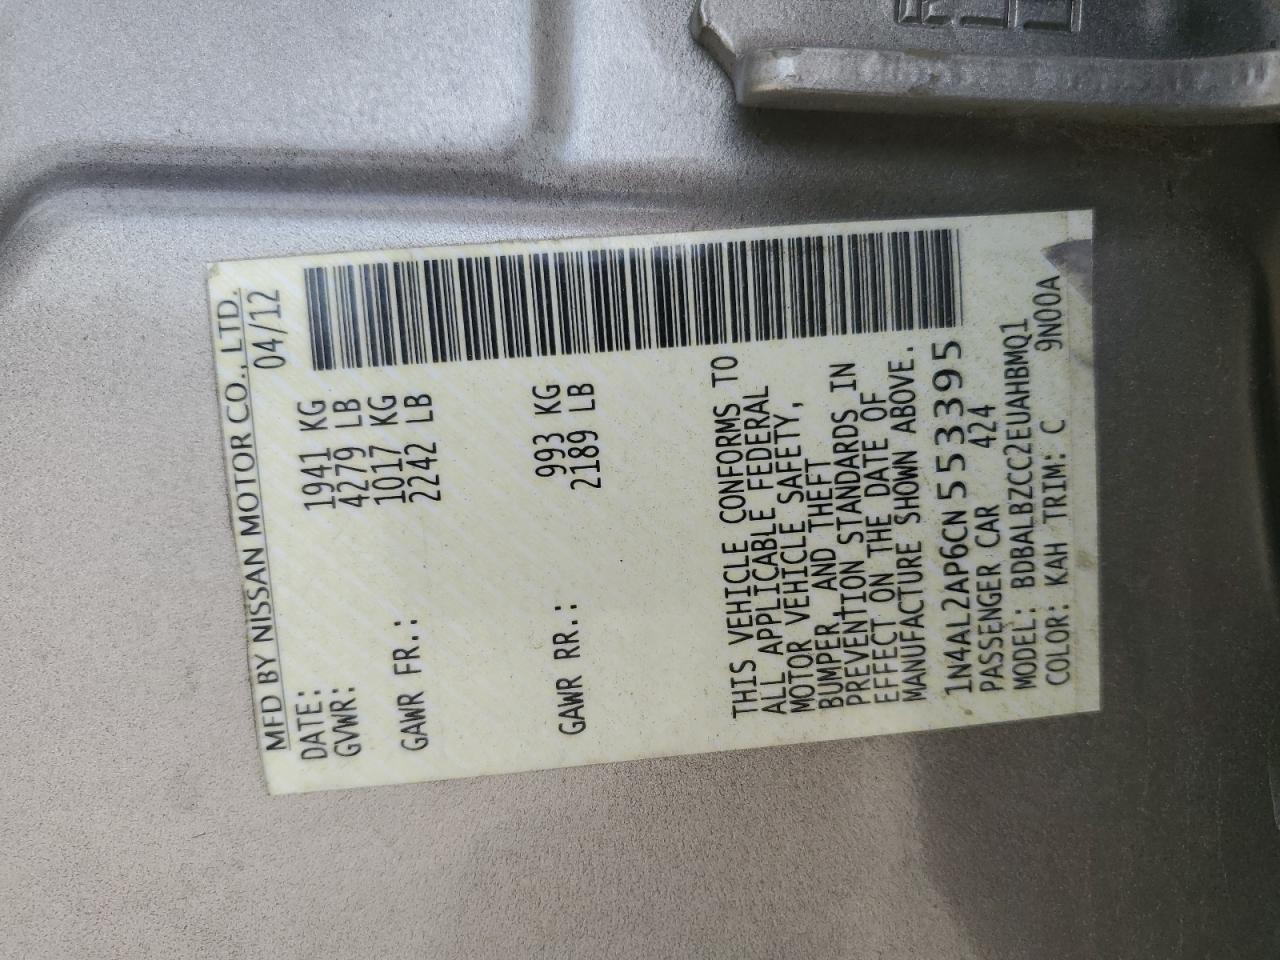 MFD BY NISSAN MOTOR CO., LTD.
DATE: 04/12
GVWR: 1941 KG
4279 LB
GAWR FR.: 1017 KG
2242 LB
GAWR RR.: 993 KG
2189 LB
THIS VEHICLE CONFORMS TO
ALL APPLICABLE FEDERAL
MOTOR VEHICLE SAFETY,
BUMPER, AND THEFT
PREVENTION STANDARDS IN
EFFECT ON THE DATE OF
MANUFACTURE SHOWN ABOVE.
1N4AL2AP6CN553395
PASSENGER CAR 424
MODEL: BDBALBZCC2EUAHBMQ1
COLOR: KAH TRIM: C 9N00A